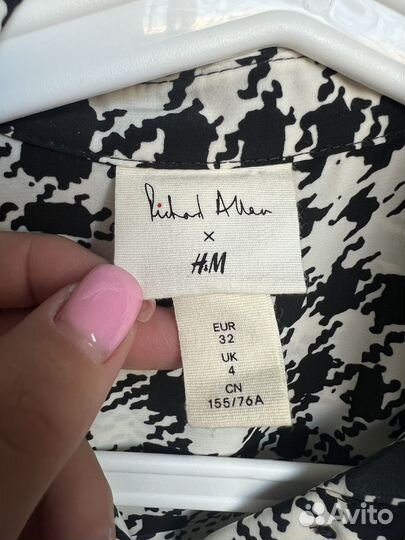 Richard Allan
×
H&M
EUR
32
UK
4
CN
155/76A
Avito